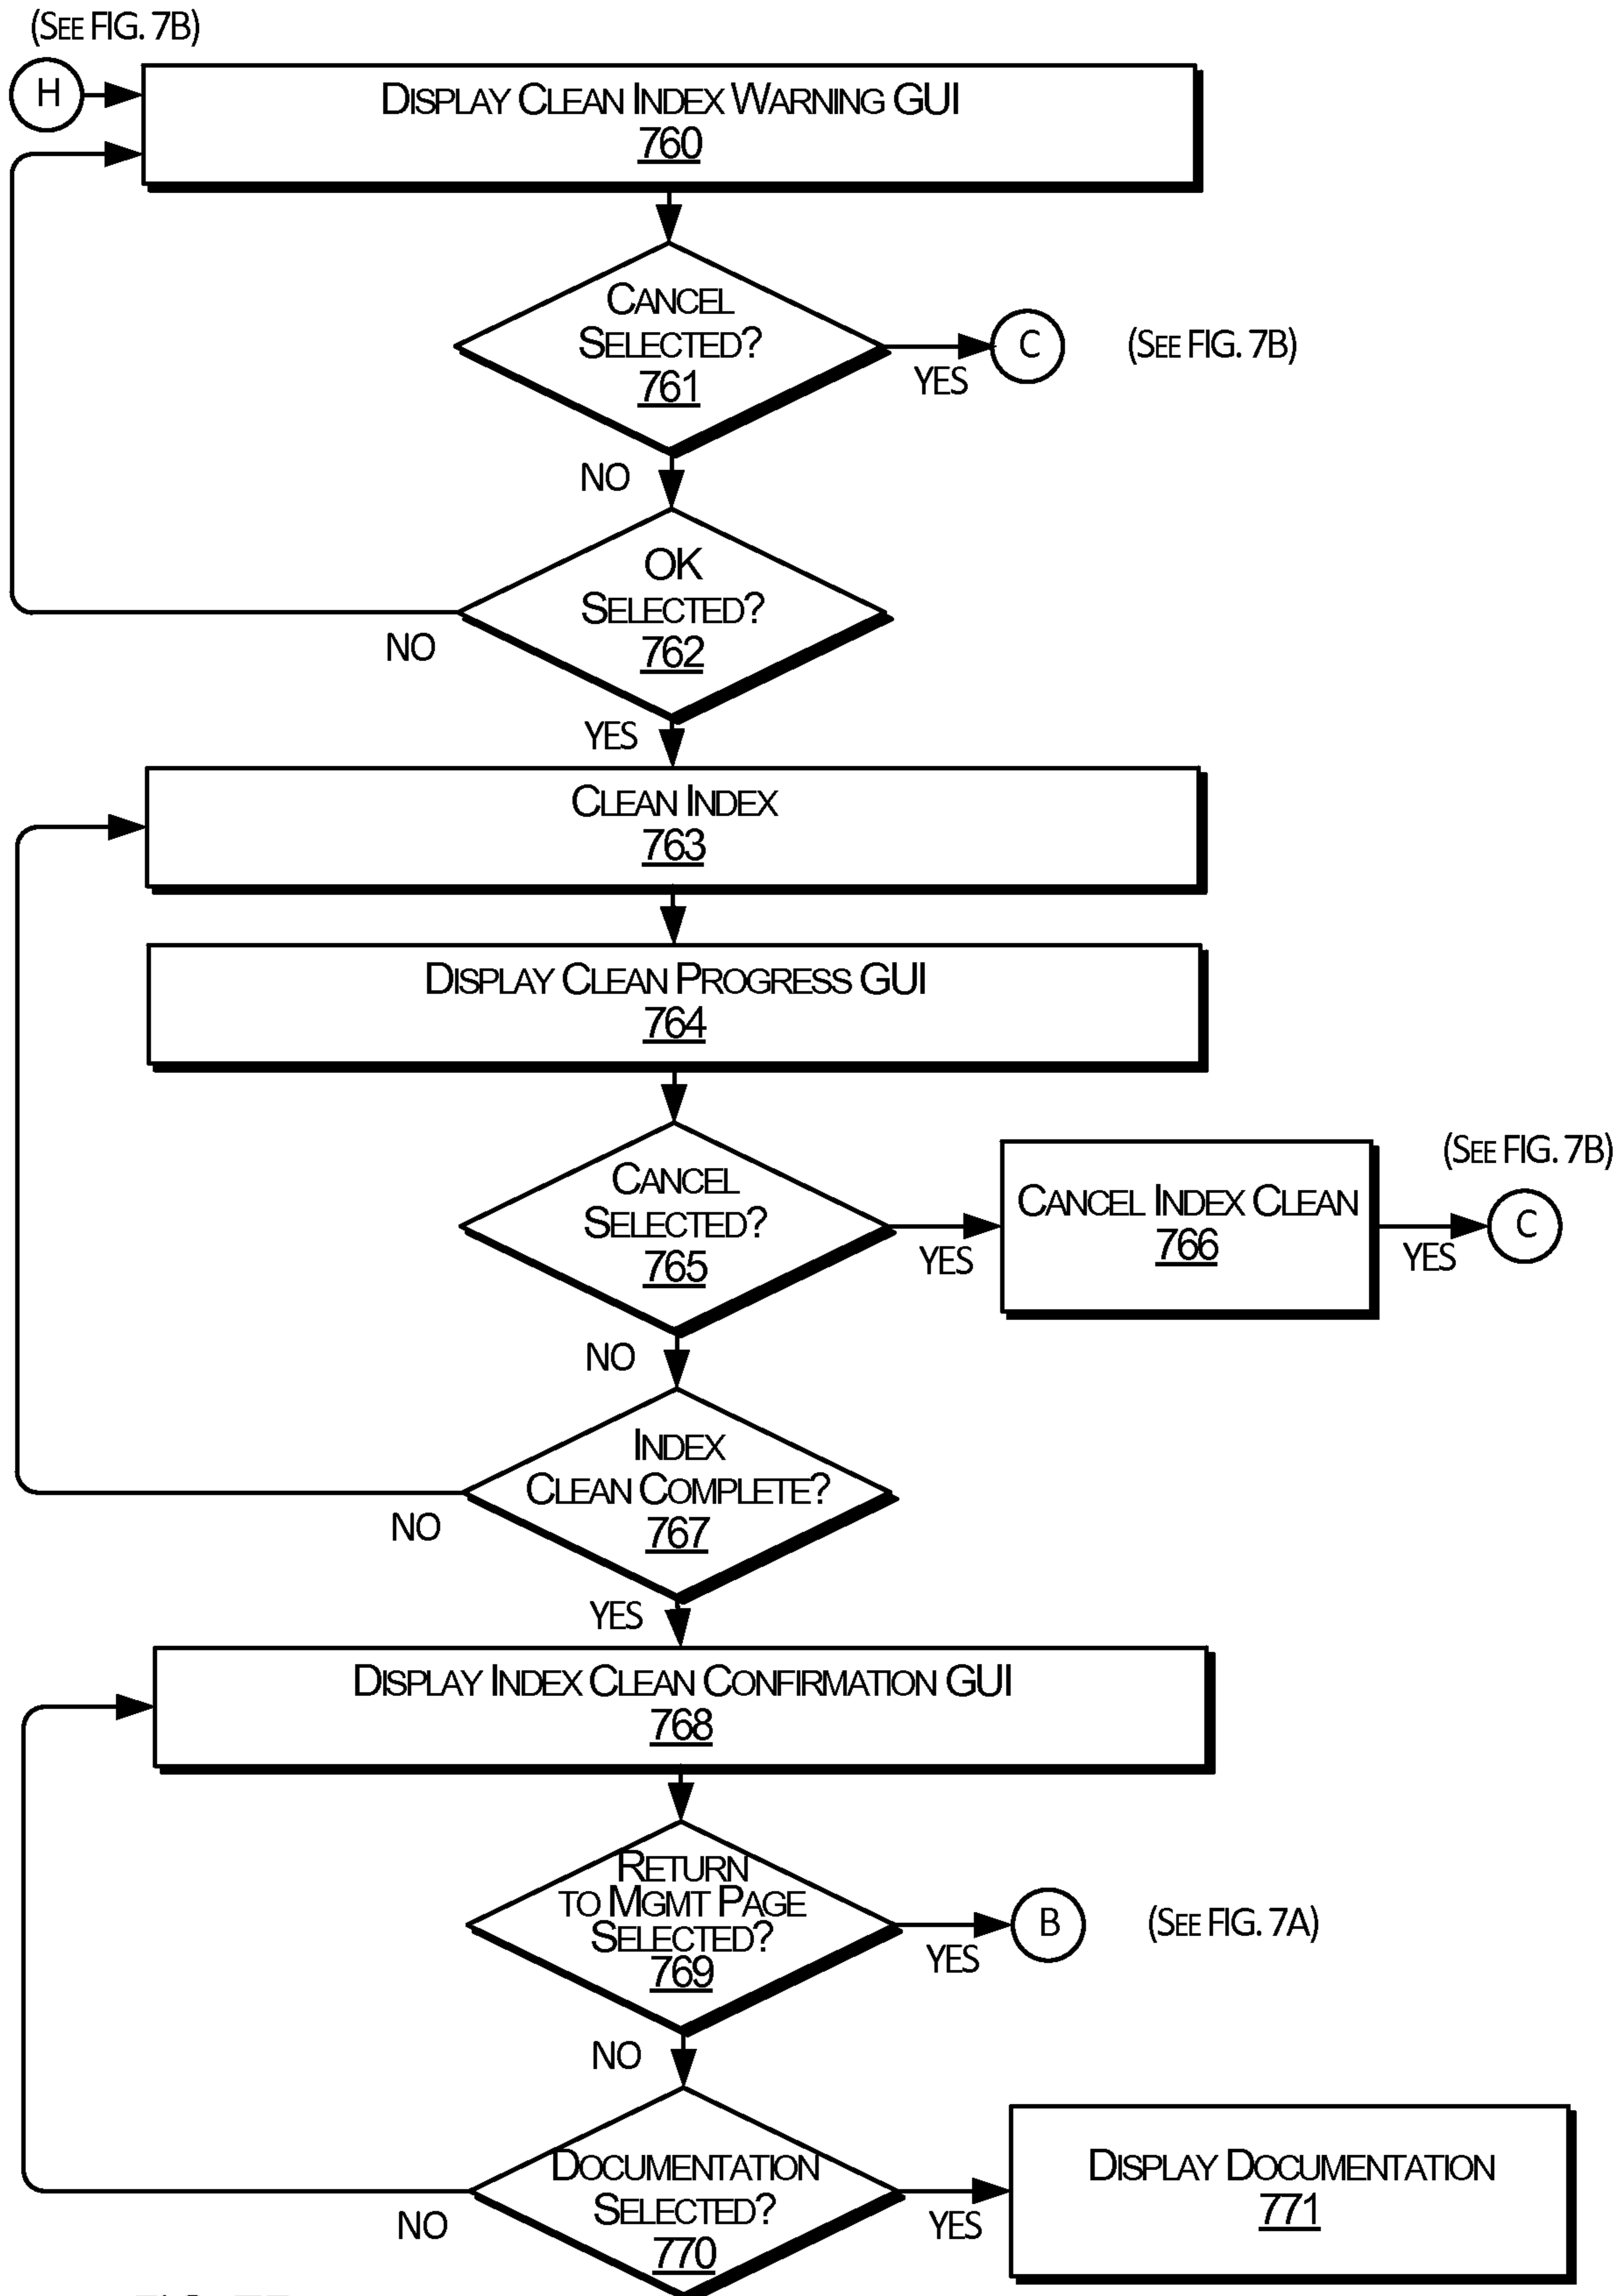 (SEE FIG. 7B)
H
DISPLAY CLEAN INDEX WARNING GUI
760
CANCEL
SELECTED?
761
YES
C
(SEE FIG. 7B)
NO
OK
SELECTED?
762
NO
YES
CLEAN INDEX
763
DISPLAY CLEAN PROGRESS GUI
764
CANCEL
SELECTED?
765
YES
CANCEL INDEX CLEAN
766
YES
(SEE FIG. 7B)
C
NO
INDEX
CLEAN COMPLETE?
767
NO
YES
DISPLAY INDEX CLEAN CONFIRMATION GUI
768
RETURN
TO MGMT PAGE
SELECTED?
769
YES
B
(SEE FIG. 7A)
NO
DOCUMENTATION
SELECTED?
770
NO
YES
DISPLAY DOCUMENTATION
771